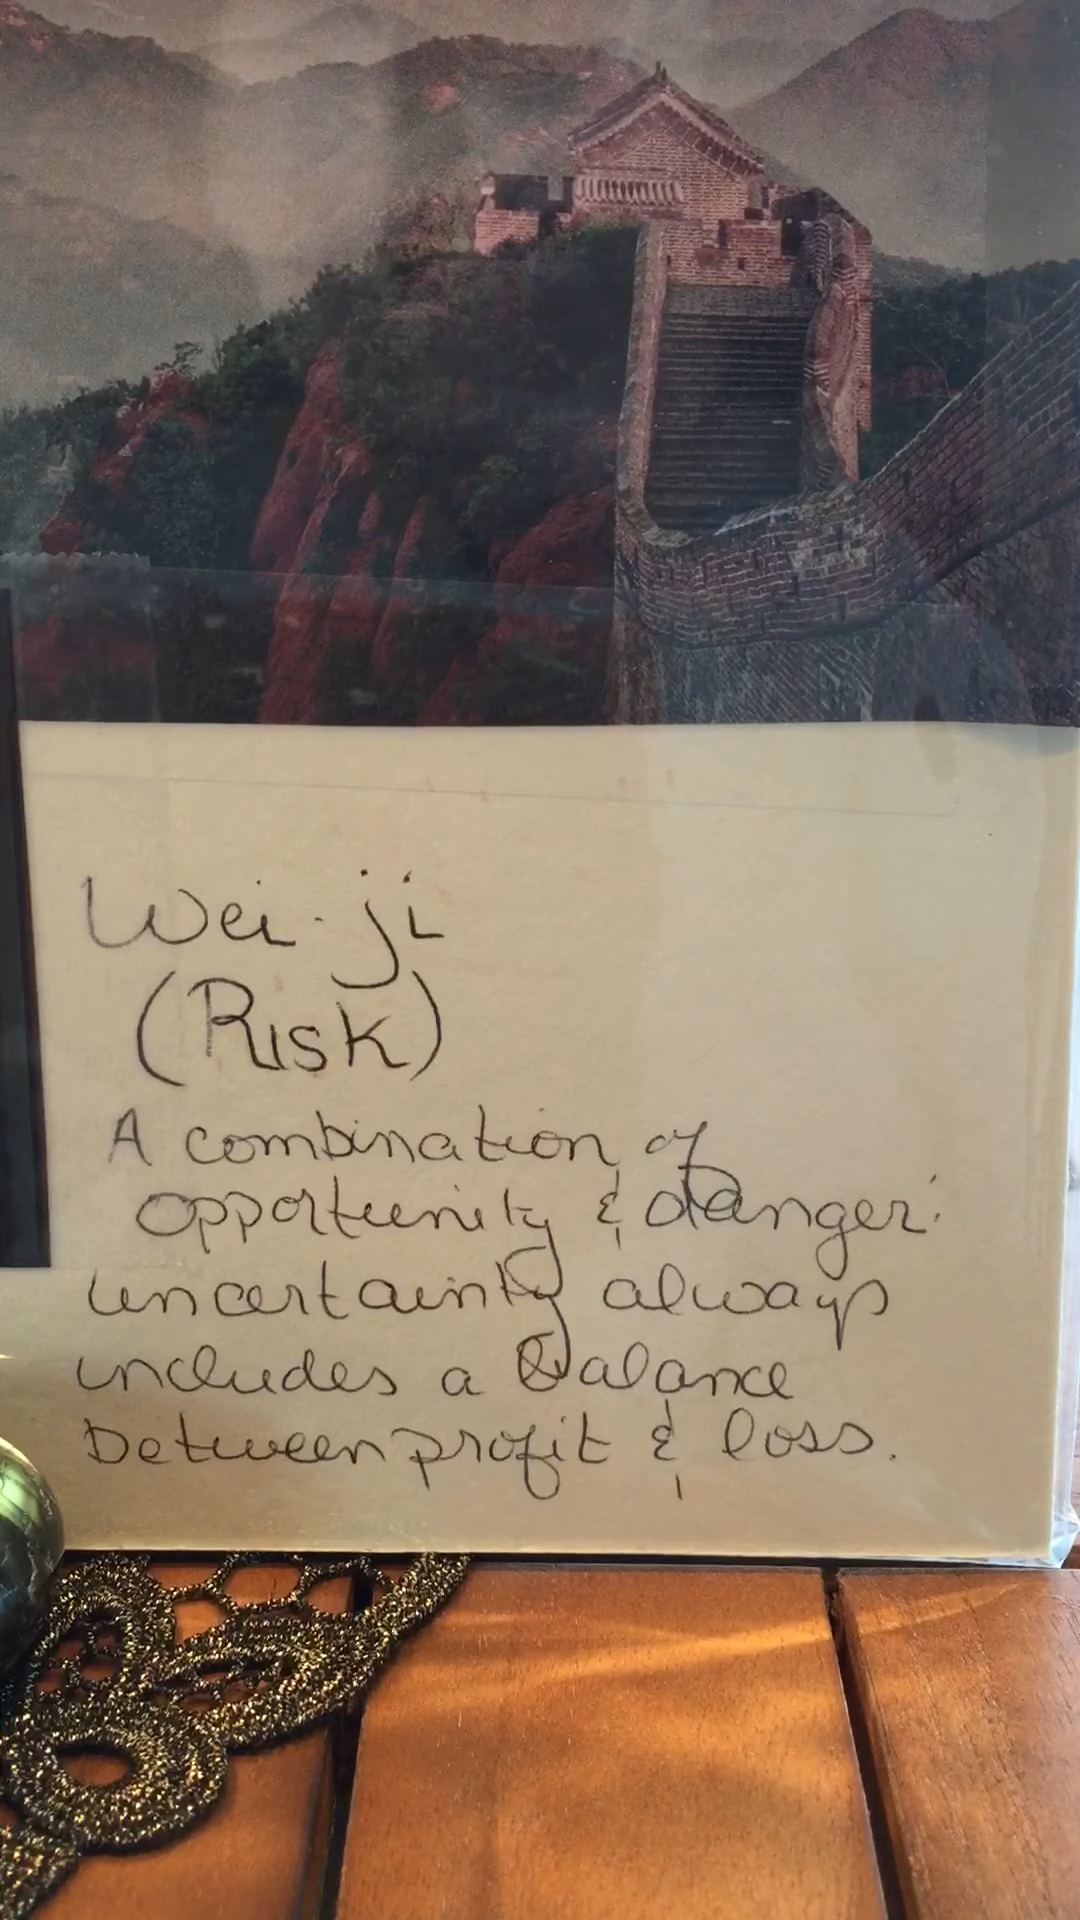 Wei-ji
(Risk)
A combination of
opportunity & danger:
uncertainty always
includes a balance
between profit & loss.